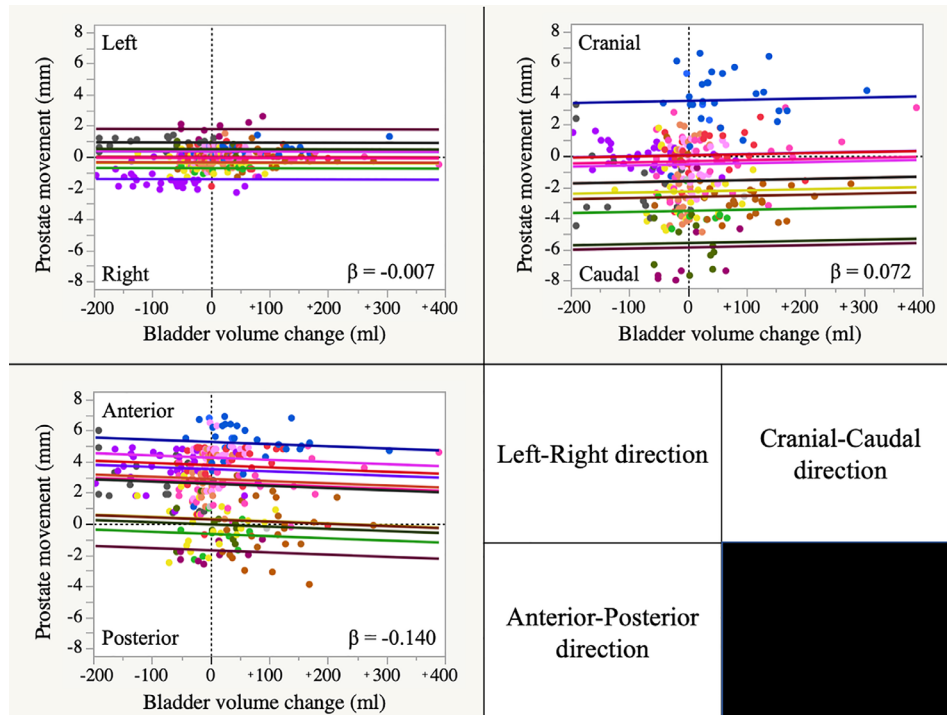 Left
Prostate movement (mm)
8
6
4
2
0
-2
-4
-6
-8
Right
β = -0.007
-200 -100 0 +100 +200 +300 +400
Bladder volume change (ml)
Cranial
Prostate movement (mm)
8
6
4
2
0
-2
-4
-6
-8
Caudal
β = 0.072
-200 -100 0 +100 +200 +300 +400
Bladder volume change (ml)
Anterior
Prostate movement (mm)
8
6
4
2
0
-2
-4
-6
-8
Posterior
β = -0.140
-200 -100 0 +100 +200 +300 +400
Bladder volume change (ml)
Left-Right direction
Cranial-Caudal
direction
Anterior-Posterior
direction